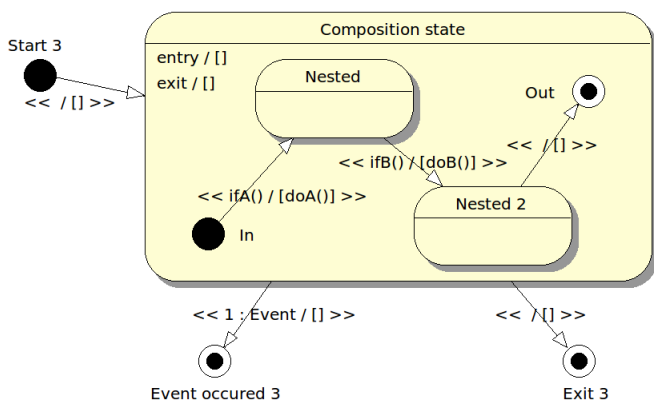 Composition state
Start 3
entry / []
exit / []
Nested
<<  / [] >>
Out
<<  / [] >>
<< ifB() / [doB()] >>
<< ifA() / [doA()] >>
Nested 2
In
<< 1 : Event / [] >>
<<  / [] >>
Event occured 3
Exit 3